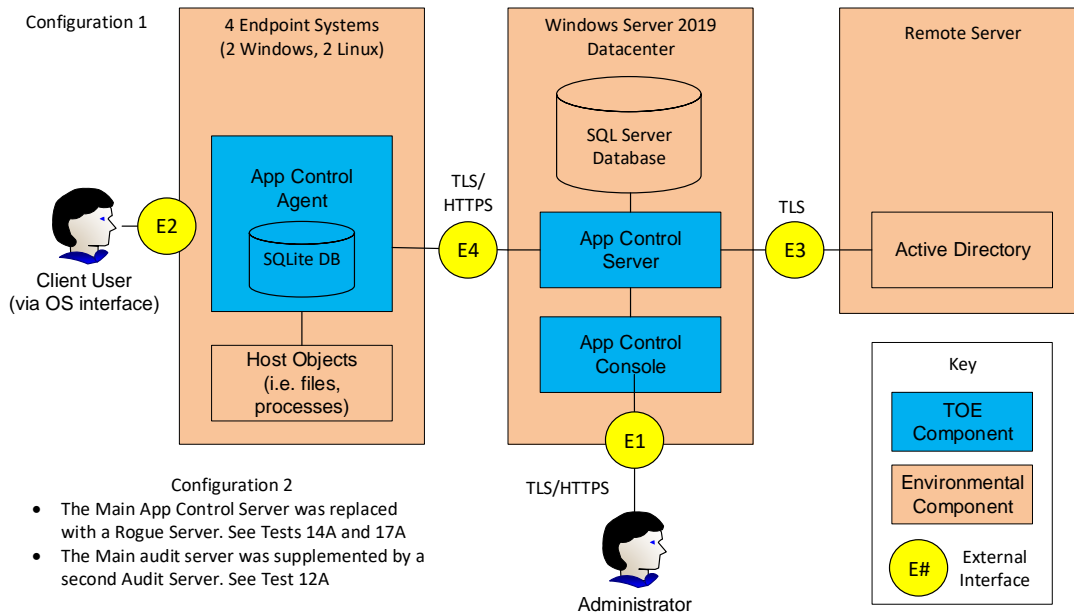 Configuration 1
4 Endpoint Systems
(2 Windows, 2 Linux)
Windows Server 2019
Datacenter
Remote Server
SQL Server
Database
App Control
Agent
SQLite DB
TLS/
HTTPS
TLS
E2
E4
App Control
Server
E3
Active Directory
Client User
(via OS interface)
Host Objects
(i.e. files,
processes)
App Control
Console
E1
TLS/HTTPS
Administrator
Key
TOE
Component
Environmental
Component
E#
External
Interface
Configuration 2
• The Main App Control Server was replaced
with a Rogue Server. See Tests 14A and 17A
• The Main audit server was supplemented by a
second Audit Server. See Test 12A